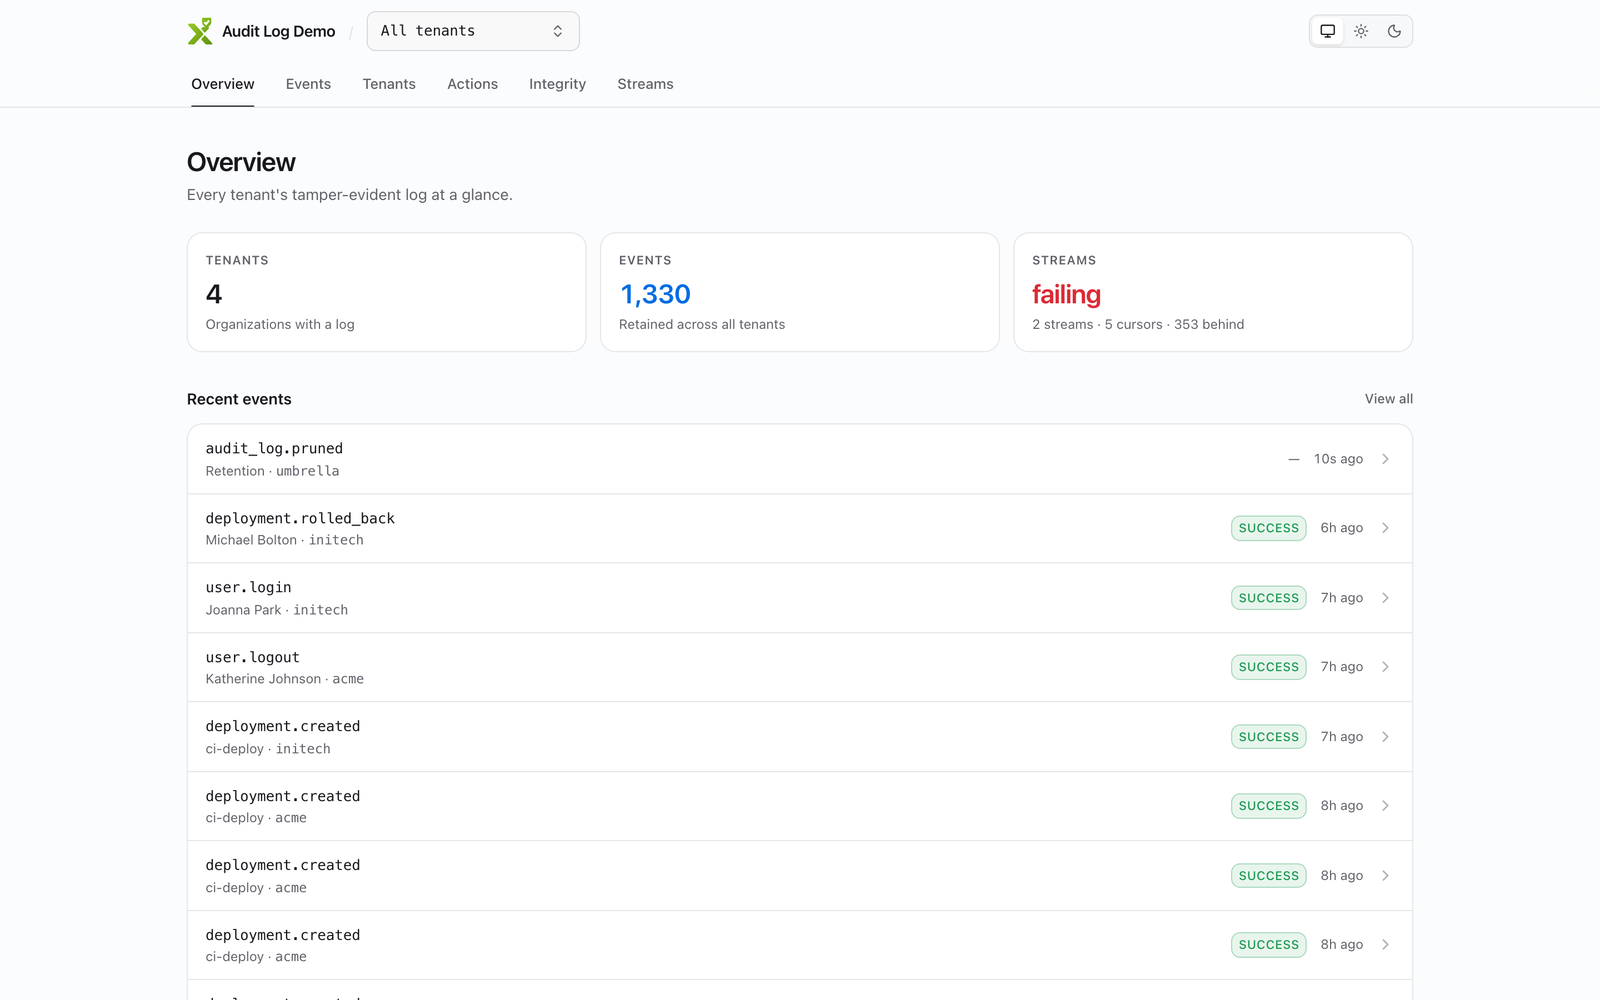 Audit Log Demo / All tenants
Overview Events Tenants Actions Integrity Streams
Overview
Every tenant's tamper-evident log at a glance.
TENANTS
4
Organizations with a log
EVENTS
1,330
Retained across all tenants
STREAMS
failing
2 streams · 5 cursors · 353 behind
Recent events
View all
audit_log.pruned
Retention · umbrella
— 10s ago
deployment.rolled_back
Michael Bolton · initech
SUCCESS 6h ago
user.login
Joanna Park · initech
SUCCESS 7h ago
user.logout
Katherine Johnson · acme
SUCCESS 7h ago
deployment.created
ci-deploy · initech
SUCCESS 7h ago
deployment.created
ci-deploy · acme
SUCCESS 8h ago
deployment.created
ci-deploy · acme
SUCCESS 8h ago
deployment.created
ci-deploy · acme
SUCCESS 8h ago